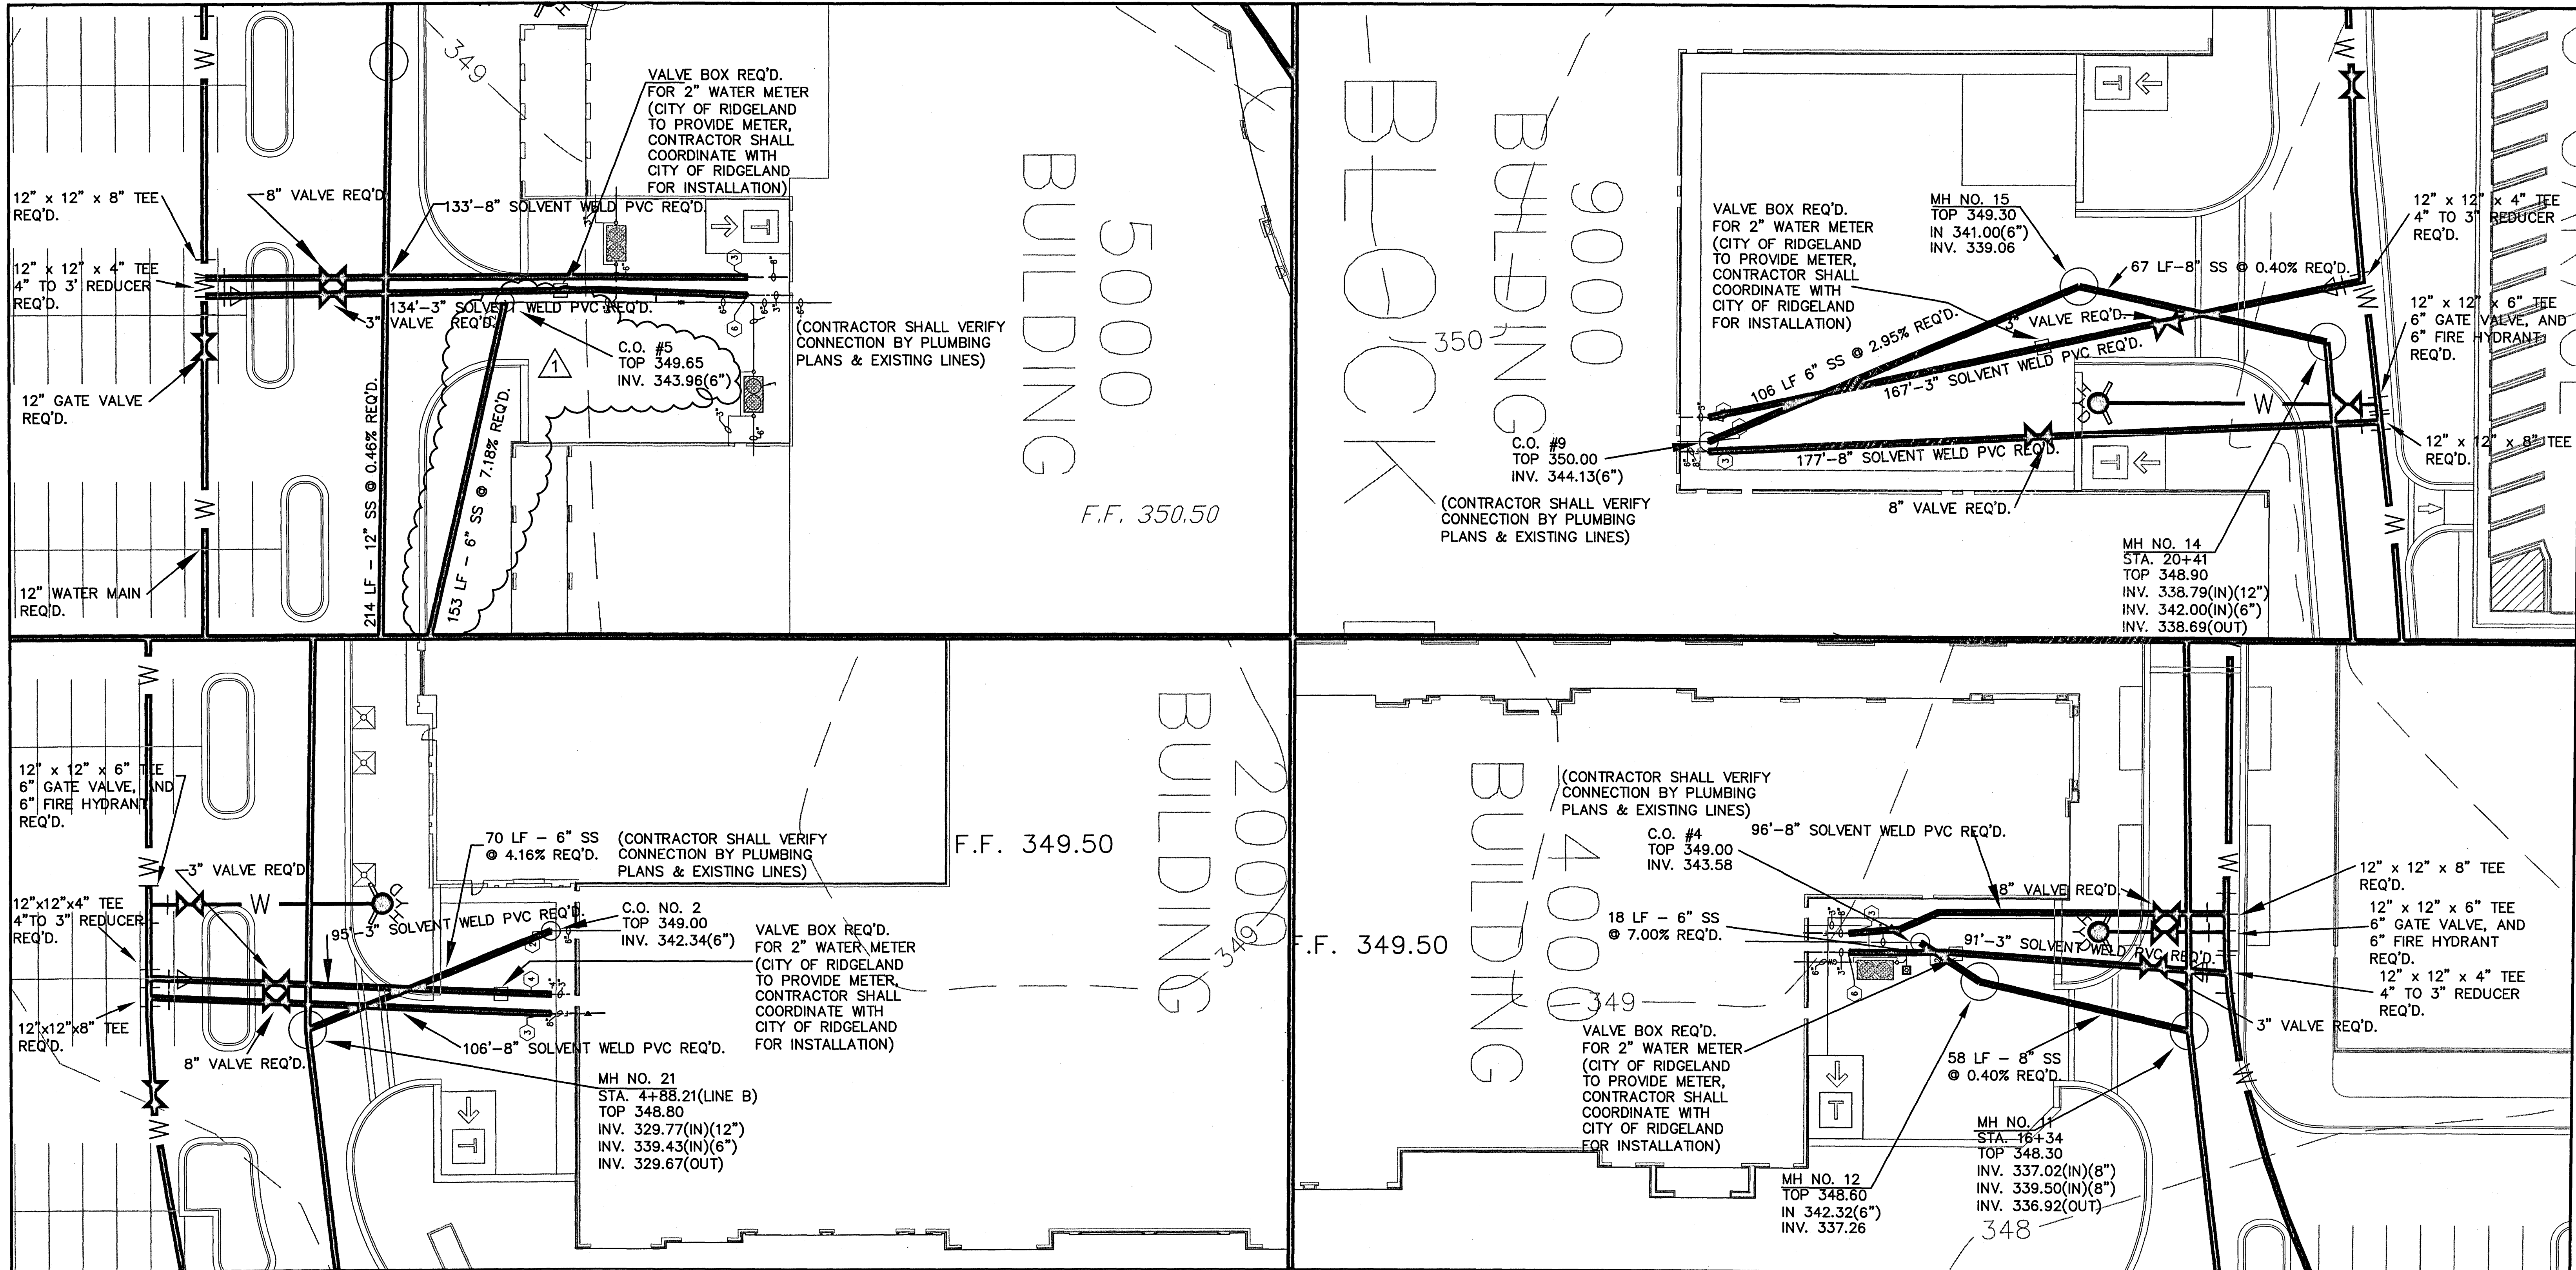 349
VALVE BOX REQ'D.
FOR 2" WATER METER
(CITY OF RIDGELAND
TO PROVIDE METER,
CONTRACTOR SHALL
COORDINATE WITH
CITY OF RIDGELAND
FOR INSTALLATION)
W
12" x 12" x 8" TEE
REQ'D.
8" VALVE REQ'D.
133'-8" SOLVENT WELD PVC REQ'D.
T
12" x 12" x 4" TEE
4" TO 3' REDUCER
REQ'D.
W
134'-3" SOLVENT WELD PVC REQ'D.
3"
VALVE REQ'D.
C.O. #5
TOP 349.65
INV. 343.96(6")
1
(CONTRACTOR SHALL VERIFY
CONNECTION BY PLUMBING
PLANS & EXISTING LINES)
12" GATE VALVE
REQ'D.
W
214 LF - 12" SS @ 0.46% REQ'D.
153 LF - 6" SS @ 7.18% REQ'D.
12" WATER MAIN
REQ'D.
BUILDING
5000
F.F. 350.50
BLOCK
BUILDING
9000
350
VALVE BOX REQ'D.
FOR 2" WATER METER
(CITY OF RIDGELAND
TO PROVIDE METER,
CONTRACTOR SHALL
COORDINATE WITH
CITY OF RIDGELAND
FOR INSTALLATION)
MH NO. 15
TOP 349.30
IN 341.00(6")
INV. 339.06
T
W
12" x 12" x 4" TEE
4" TO 3" REDUCER
REQ'D.
67 LF-8" SS @ 0.40% REQ'D.
W
12" x 12" x 6" TEE
6" GATE VALVE, AND
6" FIRE HYDRANT
REQ'D.
3" VALVE REQ'D.
106 LF 6" SS @ 2.95% REQ'D.
167'-3" SOLVENT WELD PVC REQ'D.
W
C.O. #9
TOP 350.00
INV. 344.13(6")
177'-8" SOLVENT WELD PVC REQ'D.
T
12" x 12" x 8" TEE
REQ'D.
8" VALVE REQ'D.
(CONTRACTOR SHALL VERIFY
CONNECTION BY PLUMBING
PLANS & EXISTING LINES)
W
MH NO. 14
STA. 20+41
TOP 348.90
INV. 338.79(IN)(12")
INV. 342.00(IN)(6")
INV. 338.69(OUT)
W
12" x 12" x 6" TEE
6" GATE VALVE, AND
6" FIRE HYDRANT
REQ'D.
70 LF - 6" SS
@ 4.16% REQ'D.
(CONTRACTOR SHALL VERIFY
CONNECTION BY PLUMBING
PLANS & EXISTING LINES)
F.F. 349.50
BUILDING
2000
349
W
3" VALVE REQ'D
12"x12"x4" TEE
4"TO 3" REDUCER
REQ'D.
W
95'-3" SOLVENT WELD PVC REQ'D.
C.O. NO. 2
TOP 349.00
INV. 342.34(6")
VALVE BOX REQ'D.
FOR 2" WATER METER
(CITY OF RIDGELAND
TO PROVIDE METER,
CONTRACTOR SHALL
COORDINATE WITH
CITY OF RIDGELAND
FOR INSTALLATION)
12"x12"x8" TEE
REQ'D.
8" VALVE REQ'D.
106'-8" SOLVENT WELD PVC REQ'D.
W
MH NO. 21
STA. 4+88.21(LINE B)
TOP 348.80
INV. 329.77(IN)(12")
INV. 339.43(IN)(6")
INV. 329.67(OUT)
T
BUILDING
4000
(CONTRACTOR SHALL VERIFY
CONNECTION BY PLUMBING
PLANS & EXISTING LINES)
C.O. #4
TOP 349.00
INV. 343.58
96'-8" SOLVENT WELD PVC REQ'D.
W
12" x 12" x 8" TEE
REQ'D.
8" VALVE REQ'D.
12" x 12" x 6" TEE
6" GATE VALVE, AND
6" FIRE HYDRANT
REQ'D.
18 LF - 6" SS
@ 7.00% REQ'D.
F.F. 349.50
91'-3" SOLVENT WELD PVC REQ'D.
12" x 12" x 4" TEE
4" TO 3" REDUCER
REQ'D.
349
3" VALVE REQ'D.
VALVE BOX REQ'D.
FOR 2" WATER METER
(CITY OF RIDGELAND
TO PROVIDE METER,
CONTRACTOR SHALL
COORDINATE WITH
CITY OF RIDGELAND
FOR INSTALLATION)
T
58 LF - 8" SS
@ 0.40% REQ'D.
W
MH NO. 11
STA. 16+34
TOP 348.30
INV. 337.02(IN)(8")
INV. 339.50(IN)(8")
INV. 336.92(OUT)
MH NO. 12
TOP 348.60
IN 342.32(6")
INV. 337.26
348